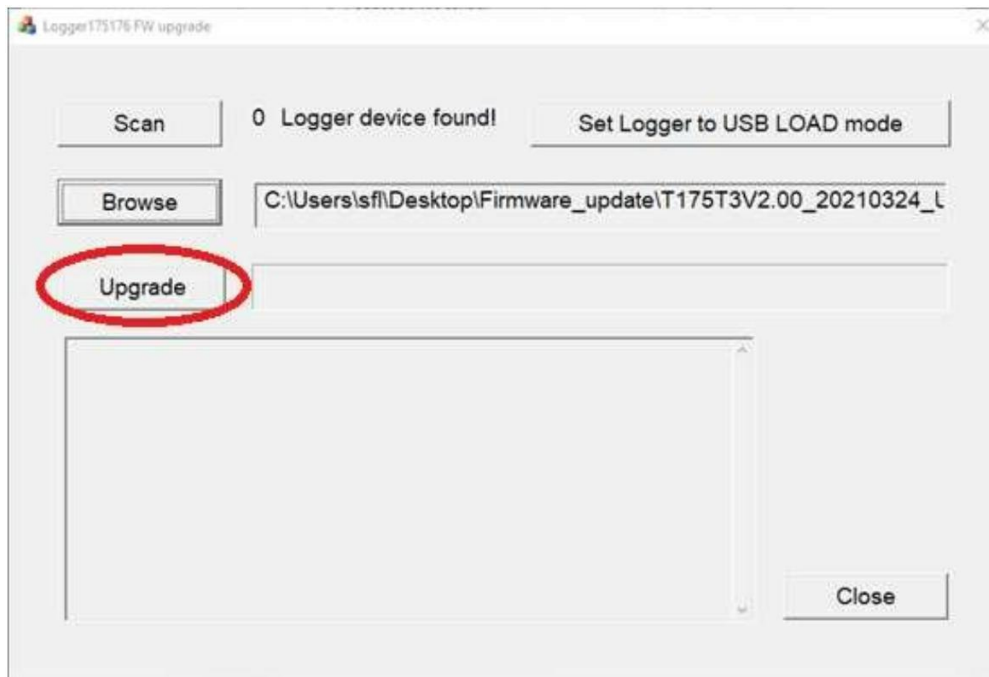 Logger175176 FW upgrade
Scan
0 Logger device found!
Set Logger to USB LOAD mode
Browse
C:\Users\sfl\Desktop\Firmware_update\T175T3V2.00_20210324_
Upgrade
Close